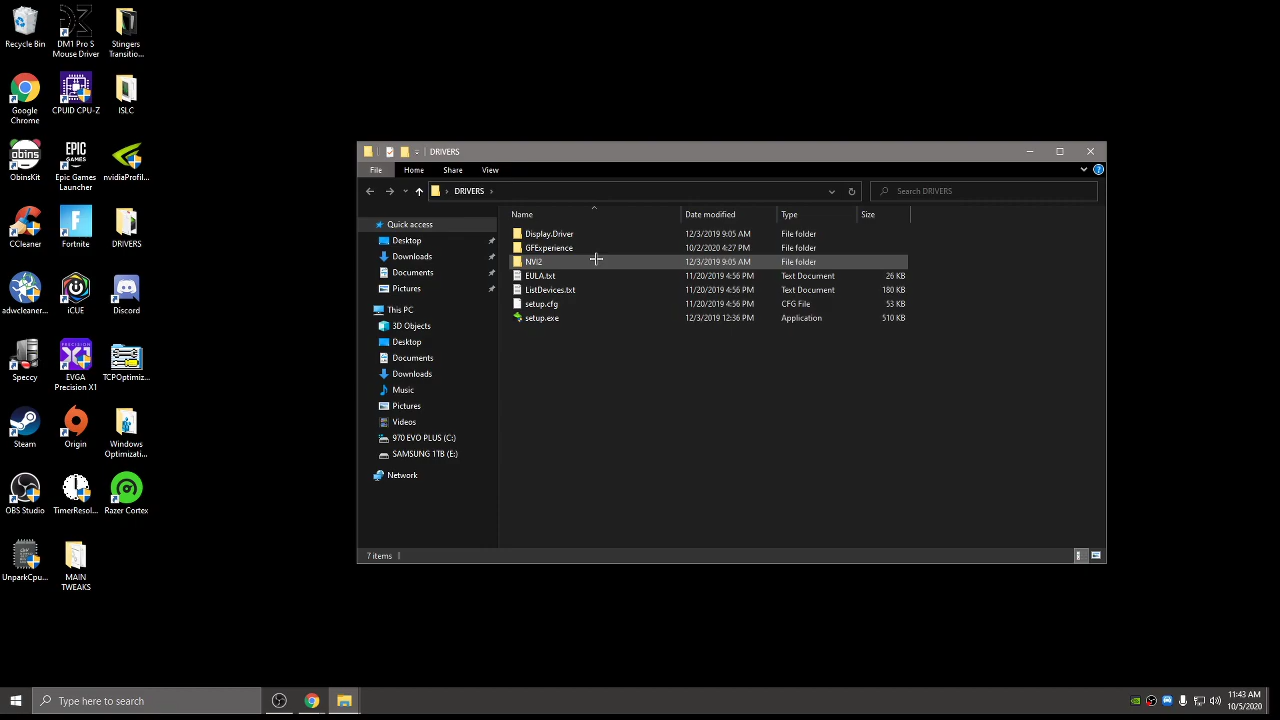 Recycle Bin
DM1 Pro S
Mouse Driver
Stingers
Transitio...
Google
Chrome
CPUID CPU-Z
ISLC
obins
ObinsKit
EPIC
GAMES
Epic Games
Launcher
nvidiaProfil...
CCleaner
Fortnite
DRIVERS
adwcleaner...
iCUE
Discord
Speccy
EVGA
Precision X1
TCPOptimiz...
Steam
Origin
Windows
Optimizati...
OBS Studio
TimerResol...
Razer Cortex
UnparkCpu...
MAIN
TWEAKS
DRIVERS
File Home Share View
DRIVERS
Search DRIVERS
Quick access
Desktop
Downloads
Documents
Pictures
This PC
3D Objects
Desktop
Documents
Downloads
Music
Pictures
Videos
970 EVO PLUS (C:)
SAMSUNG 1TB (E:)
Network
Name Date modified Type Size
Display.Driver 12/3/2019 9:05 AM File folder
GFExperience 10/2/2020 4:27 PM File folder
NVI2 12/3/2019 9:05 AM File folder
EULA.txt 11/20/2019 4:56 PM Text Document 26 KB
ListDevices.txt 11/20/2019 4:56 PM Text Document 180 KB
setup.cfg 11/20/2019 4:56 PM CFG File 53 KB
setup.exe 12/3/2019 12:36 PM Application 510 KB
7 items
Type here to search
11:43 AM
10/5/2020